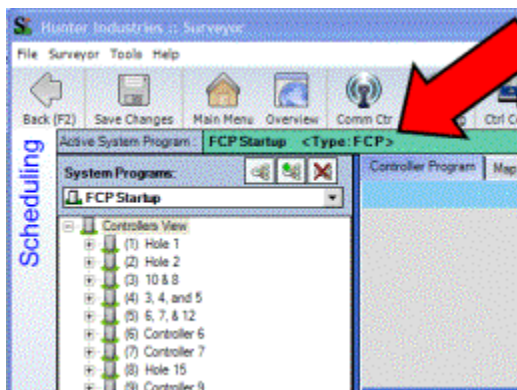 Hunter Industries :: Surveyor
File Surveyor Tools Help
Back (F2) Save Changes Main Menu Overview Comm Ctr
Active System Program: FCP Startup <Type:FCP>
Scheduling
System Programs:
Controller Program Map
FCP Startup
Controllers View
(1) Hole 1
(2) Hole 2
(3) 10 & 8
(4) 3, 4, and 5
(5) 6, 7, & 12
(6) Controller 6
(7) Controller 7
(8) Hole 15
(9) Controller 9